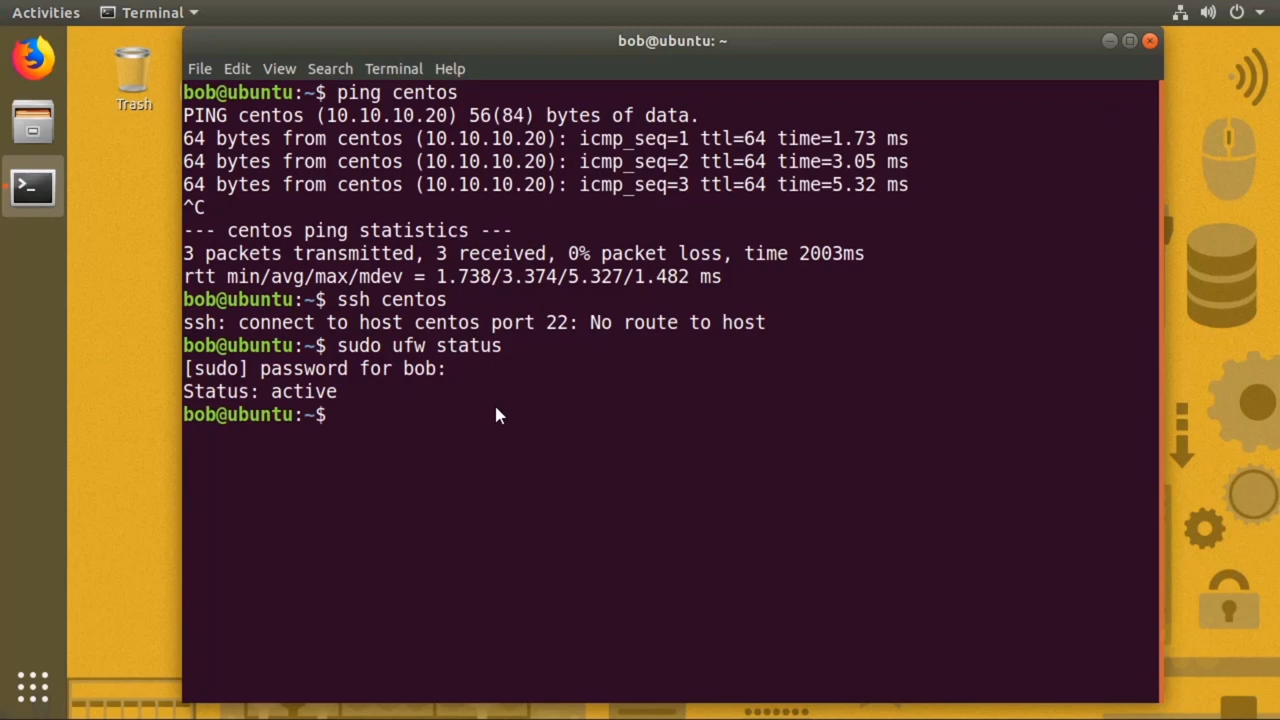 Activities Terminal
Trash
bob@ubuntu: ~
File Edit View Search Terminal Help
bob@ubuntu:~$ ping centos
PING centos (10.10.10.20) 56(84) bytes of data.
64 bytes from centos (10.10.10.20): icmp_seq=1 ttl=64 time=1.73 ms
64 bytes from centos (10.10.10.20): icmp_seq=2 ttl=64 time=3.05 ms
64 bytes from centos (10.10.10.20): icmp_seq=3 ttl=64 time=5.32 ms
^C
--- centos ping statistics ---
3 packets transmitted, 3 received, 0% packet loss, time 2003ms
rtt min/avg/max/mdev = 1.738/3.374/5.327/1.482 ms
bob@ubuntu:~$ ssh centos
ssh: connect to host centos port 22: No route to host
bob@ubuntu:~$ sudo ufw status
[sudo] password for bob:
Status: active
bob@ubuntu:~$